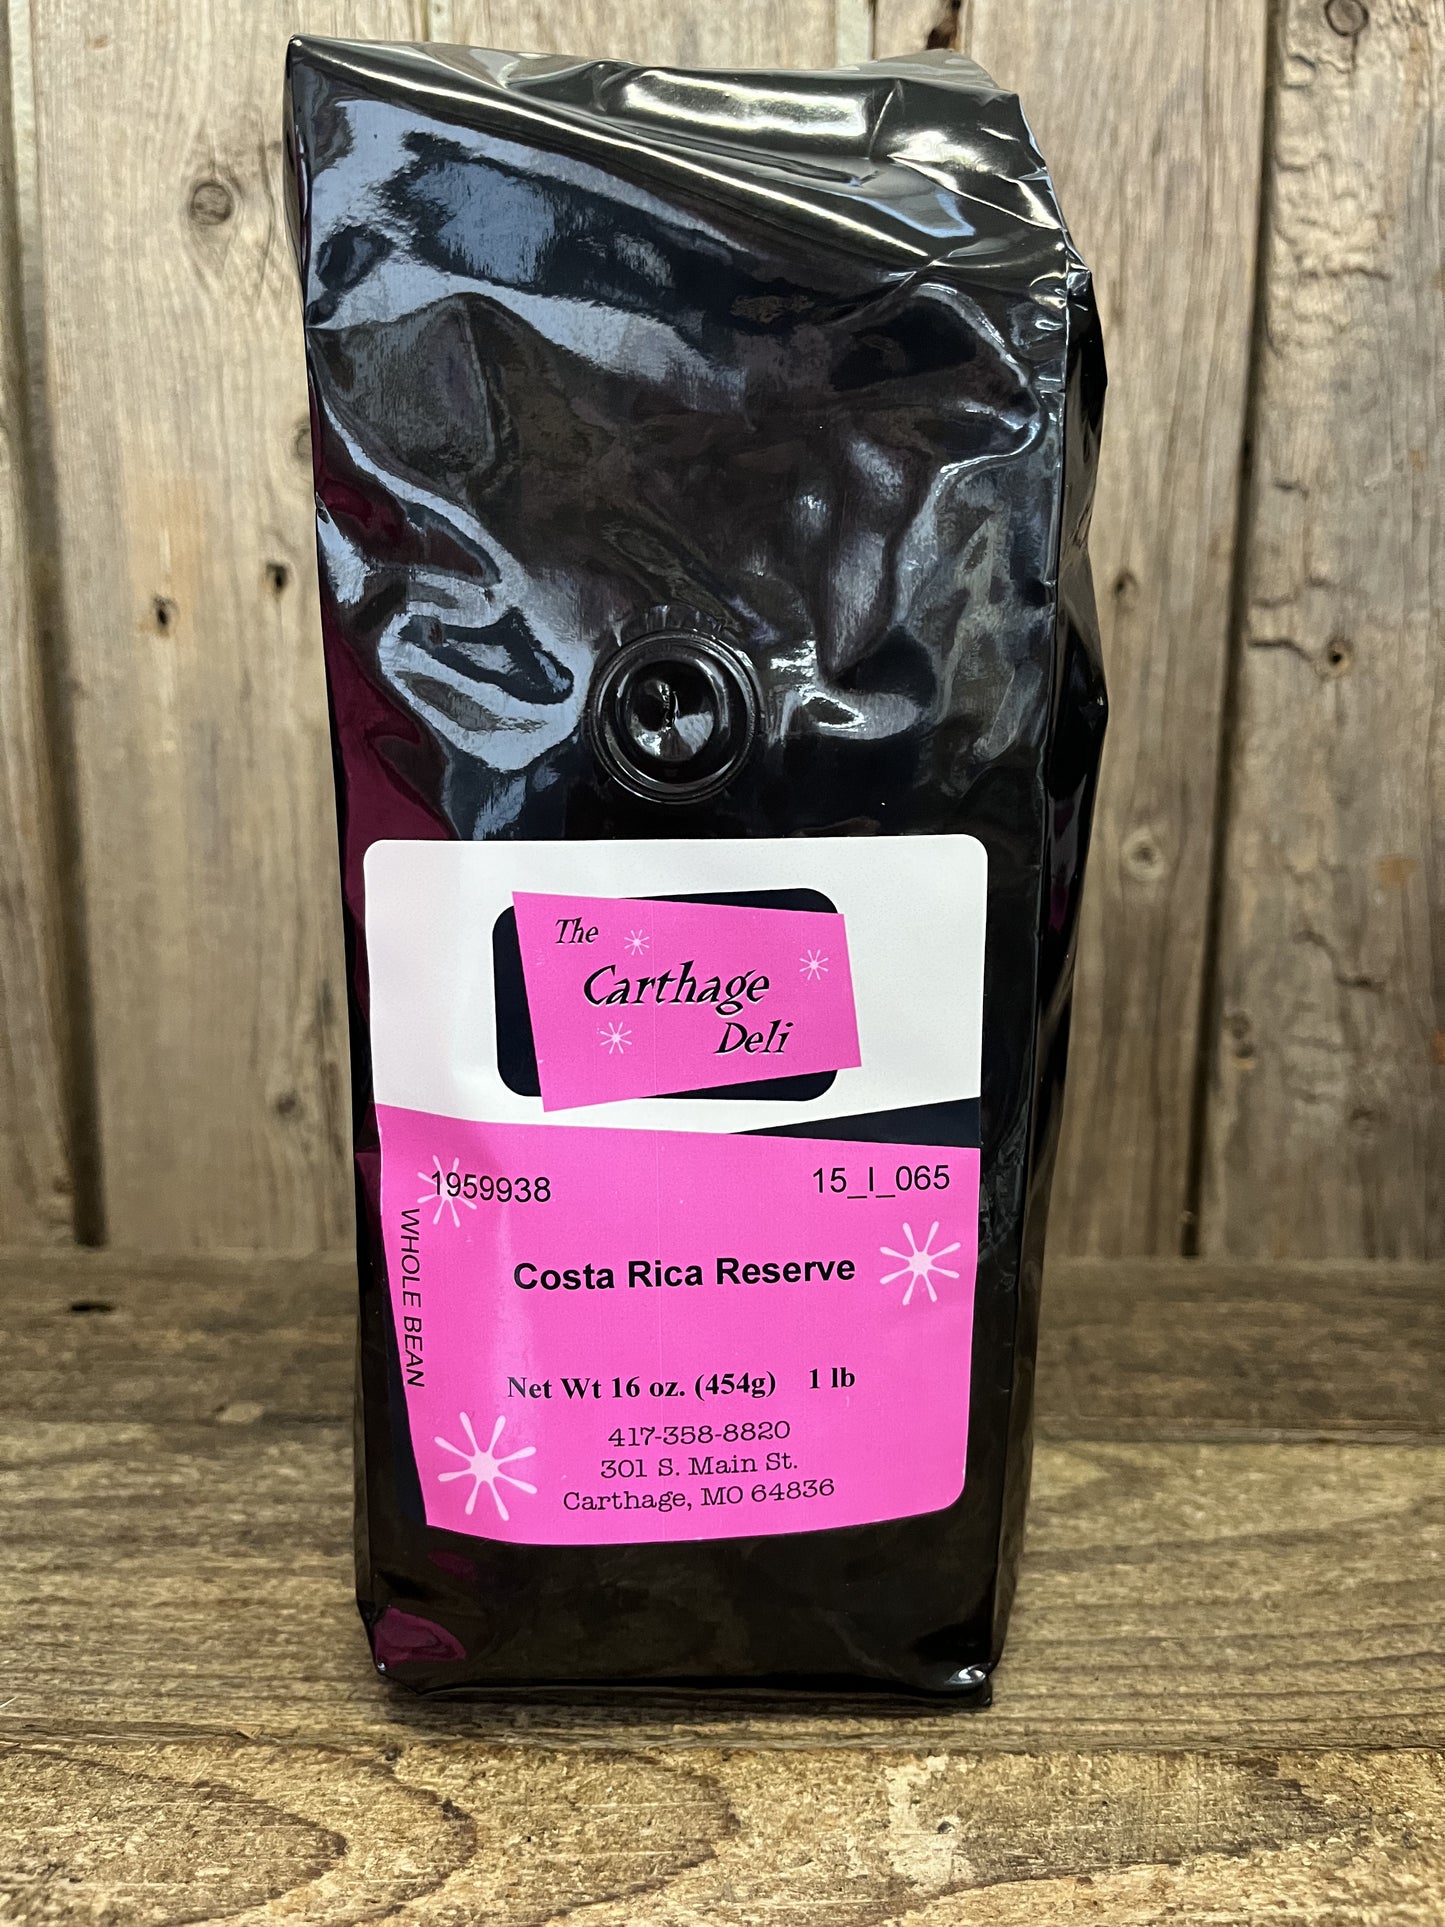 The
Carthage
Deli
1959938
15_I_065
WHOLE BEAN
Costa Rica Reserve
Net Wt 16 oz. (454g) 1 lb
417-358-8820
301 S. Main St.
Carthage, MO 64836